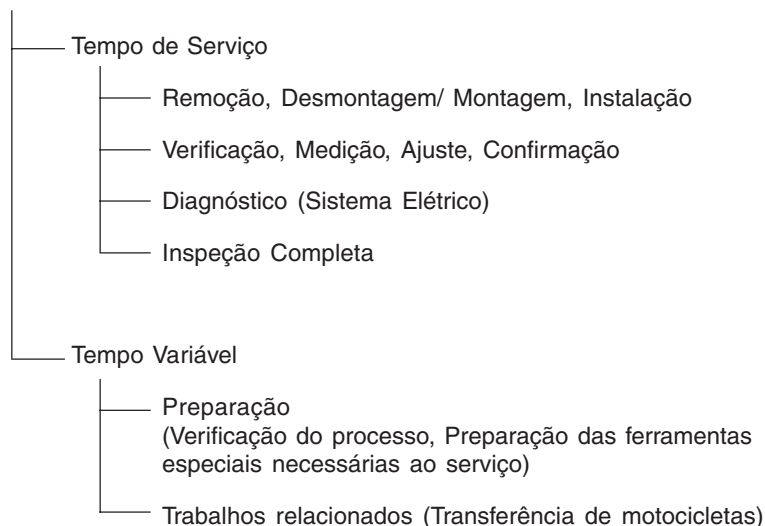 Tempo de Serviço
Remoção, Desmontagem/ Montagem, Instalação
Verificação, Medição, Ajuste, Confirmação
Diagnóstico (Sistema Elétrico)
Inspeção Completa
Tempo Variável
Preparação
(Verificação do processo, Preparação das ferramentas
especiais necessárias ao serviço)
Trabalhos relacionados (Transferência de motocicletas)